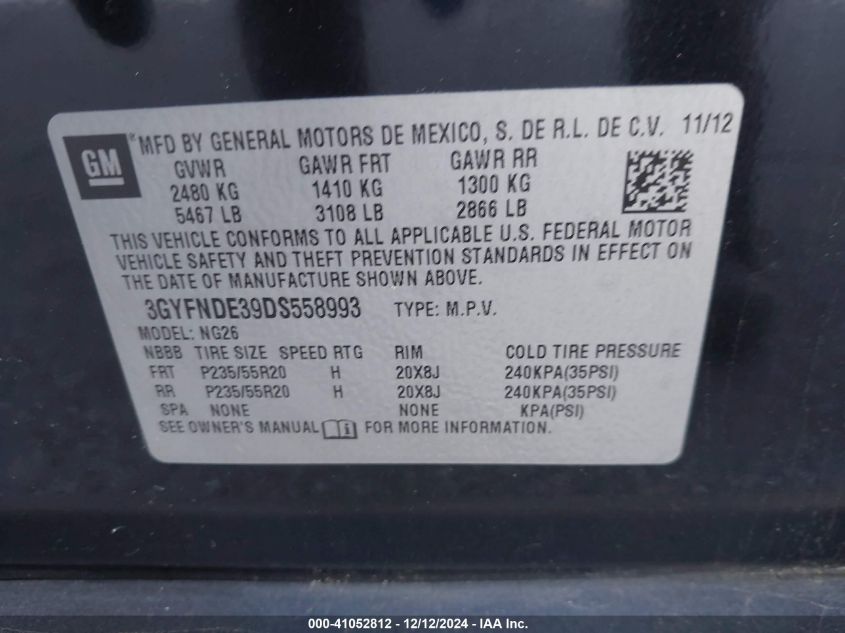 GM
®MFD BY GENERAL MOTORS DE MEXICO, S. DE R.L. DE C.V. 11/12
GVWR GAWR FRT GAWR RR
2480 KG 1410 KG 1300 KG
5467 LB 3108 LB 2866 LB
THIS VEHICLE CONFORMS TO ALL APPLICABLE U.S. FEDERAL MOTOR
VEHICLE SAFETY AND THEFT PREVENTION STANDARDS IN EFFECT ON
THE DATE OF MANUFACTURE SHOWN ABOVE.
3GYFNDE39DS558993 TYPE: M.P.V.
MODEL: NG26
NBBB TIRE SIZE SPEED RTG RIM COLD TIRE PRESSURE
FRT P235/55R20 H 20X8J 240KPA(35PSI)
RR P235/55R20 H 20X8J 240KPA(35PSI)
SPA NONE NONE KPA(PSI)
SEE OWNER'S MANUAL FOR MORE INFORMATION.
000-41052812 - 12/12/2024 - IAA Inc.